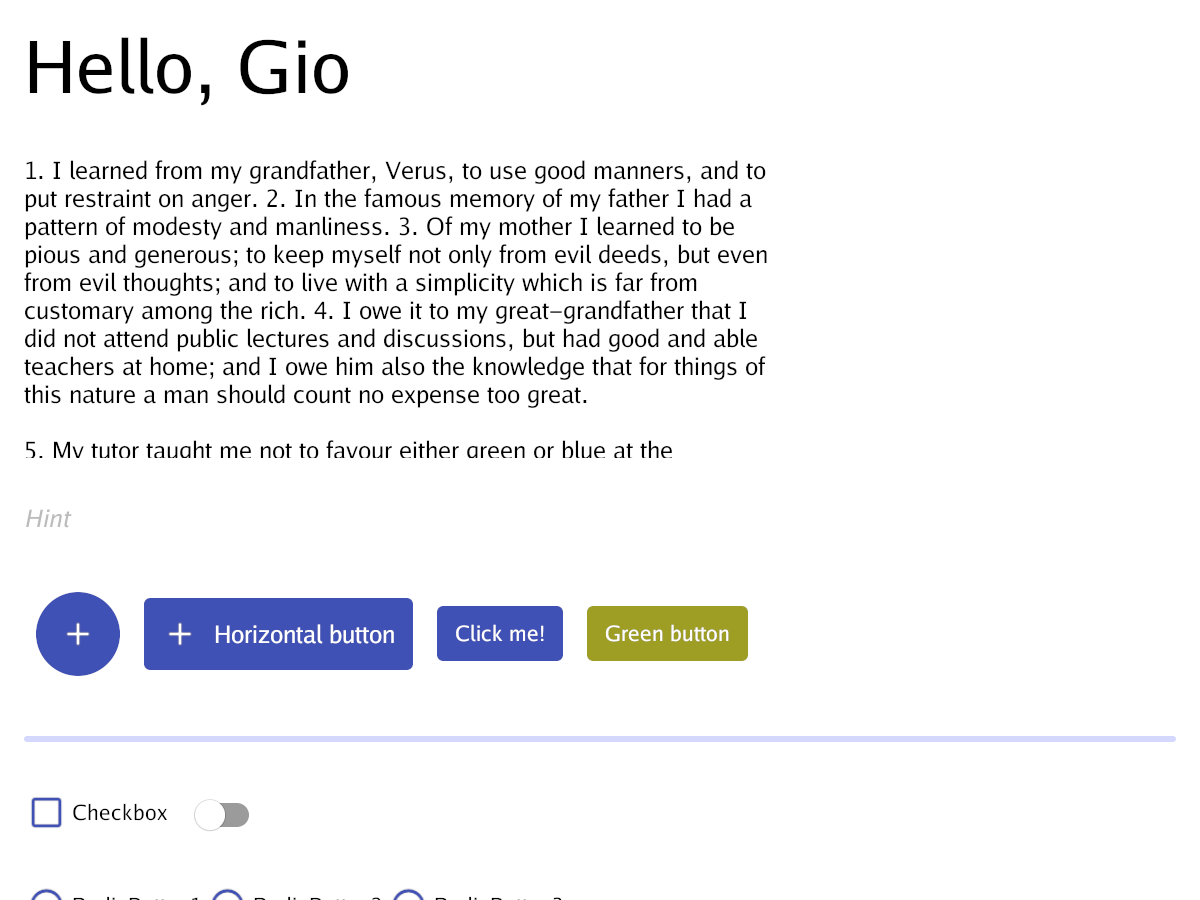 Hello, Gio
1. I learned from my grandfather, Verus, to use good manners, and to
put restraint on anger. 2. In the famous memory of my father I had a
pattern of modesty and manliness. 3. Of my mother I learned to be
pious and generous; to keep myself not only from evil deeds, but even
from evil thoughts; and to live with a simplicity which is far from
customary among the rich. 4. I owe it to my great-grandfather that I
did not attend public lectures and discussions, but had good and able
teachers at home; and I owe him also the knowledge that for things of
this nature a man should count no expense too great.
5. My tutor taught me not to favour either green or blue at the
Hint
Horizontal button
Click me!
Green button
Checkbox
RadioButton1 RadioButton2 RadioButton3